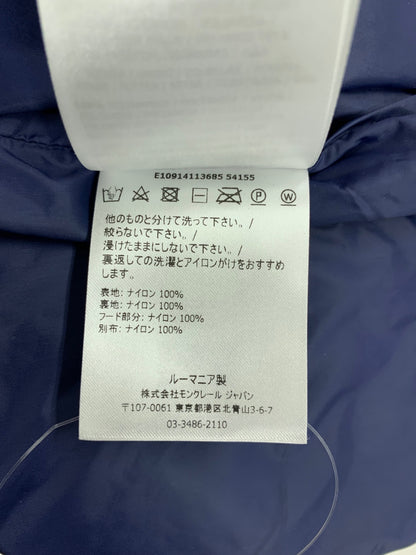 E10914113685 54155
P W
他のものと分けて洗って下さい。/
絞らないで下さい。/
浸けたままにしないで下さい。/
裏返しての洗濯とアイロンがけをおすすめ
します。/
表地: ナイロン 100%
裏地: ナイロン 100%
フード部分: ナイロン 100%
別布: ナイロン 100%
ルーマニア製
株式会社モンクレール ジャパン
〒107-0061 東京都港区北青山3-6-7
03-3486-2110